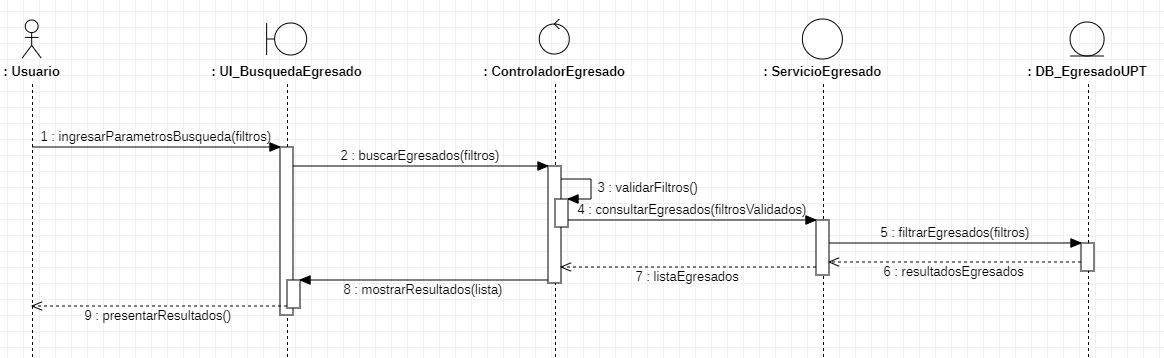 : Usuario
: UI_BusquedaEgresado
: ControladorEgresado
: ServicioEgresado
: DB_EgresadoUPT
1 : ingresarParametrosBusqueda(filtros)
2 : buscarEgresados(filtros)
3 : validarFiltros()
4 : consultarEgresados(filtrosValidados)
5 : filtrarEgresados(filtros)
6 : resultadosEgresados
7 : listaEgresados
8 : mostrarResultados(lista)
9 : presentarResultados()